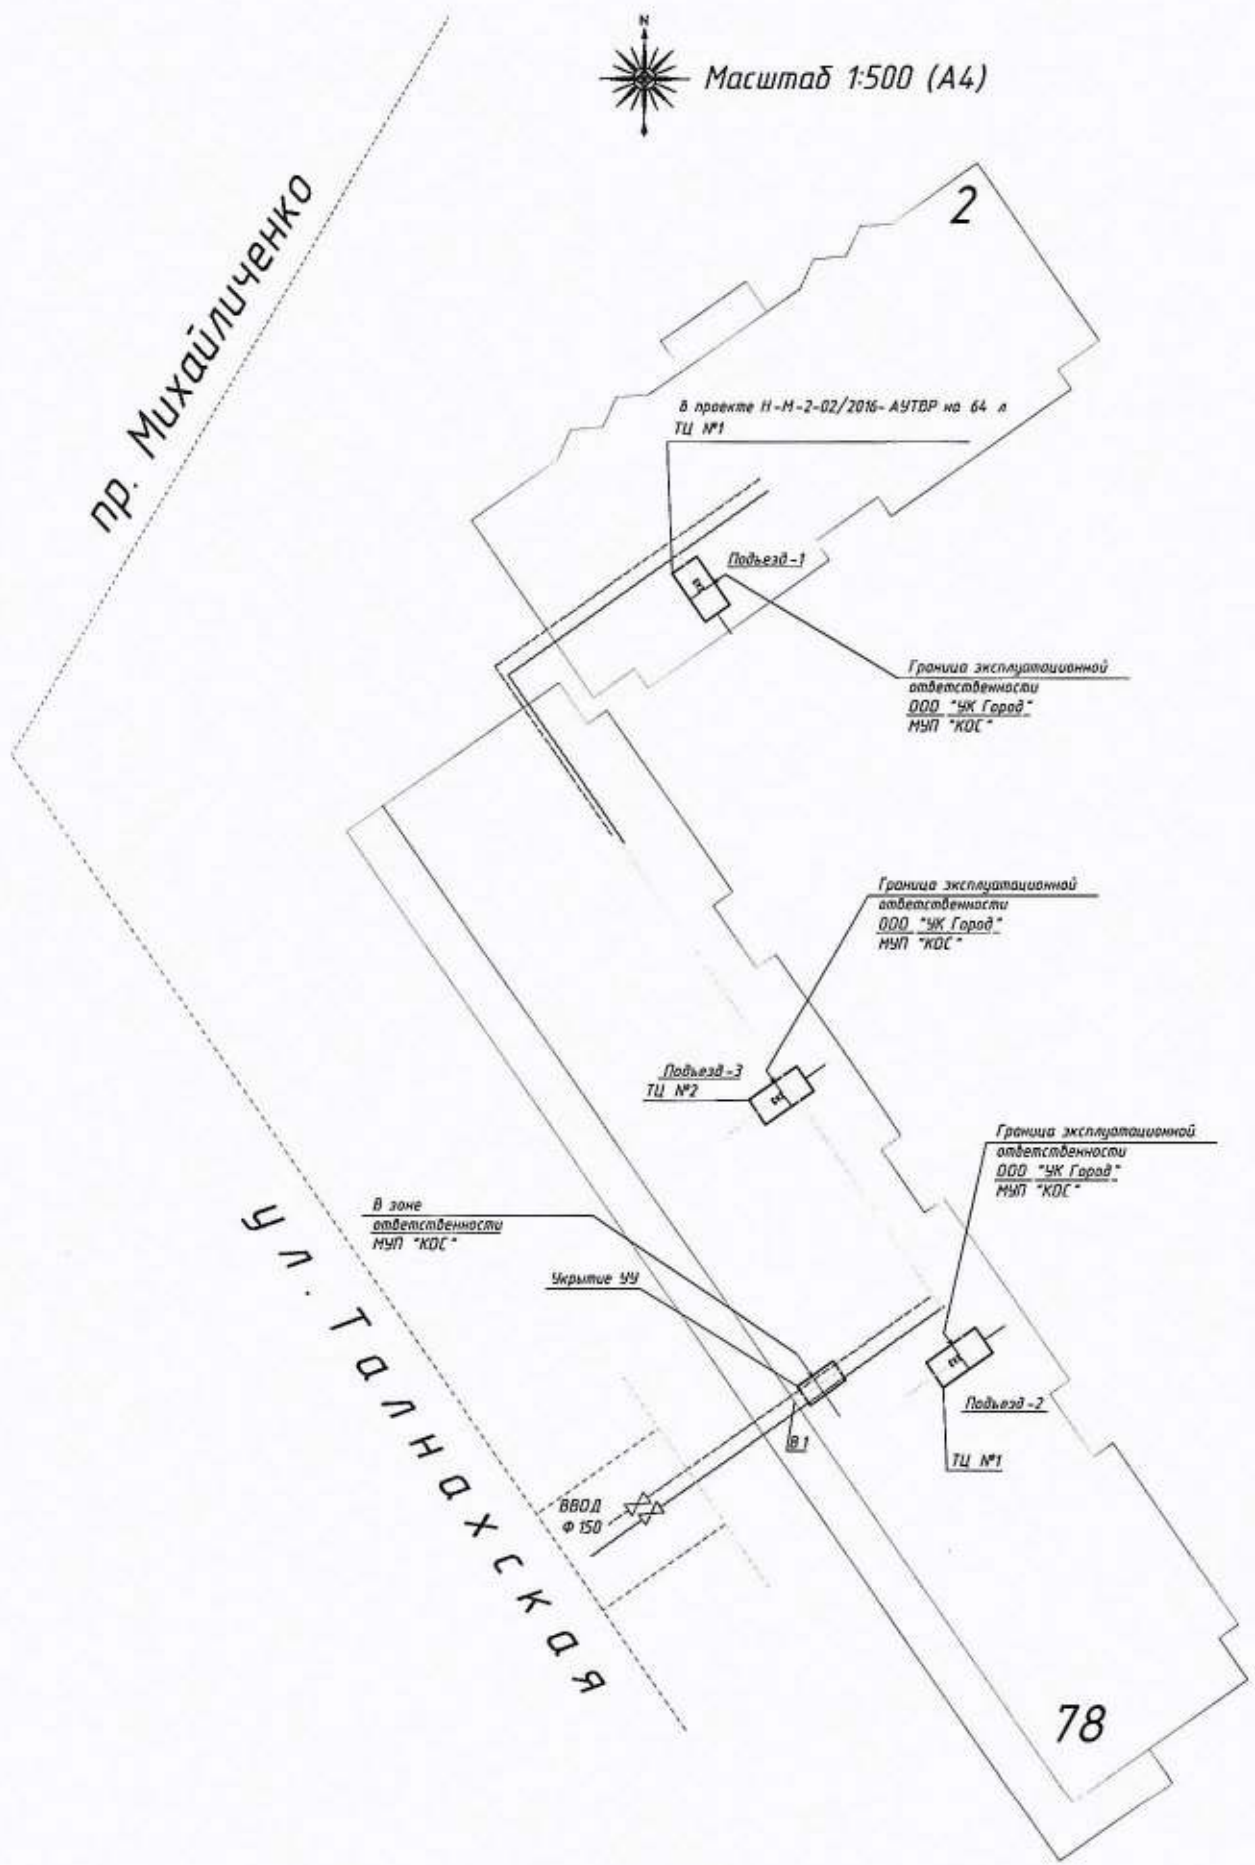 N
Масштаб 1:500 (А4)
пр. Михайличенко
2
в проекте Н-М-2-02/2016-АУТВР на 64 л
ТЦ №1
Подъезд-1
Граница эксплуатационной
ответственности
ООО "УК Город"
МУП "КОС"
Граница эксплуатационной
ответственности
ООО "УК Город"
МУП "КОС"
Подъезд-3
ТЦ №2
Граница эксплуатационной
ответственности
ООО "УК Город"
МУП "КОС"
В зоне
ответственности
МУП "КОС"
Укрытие УУ
ул. Талнахская
Подъезд-2
В1
ТЦ №1
ВВОД
Ф 150
78